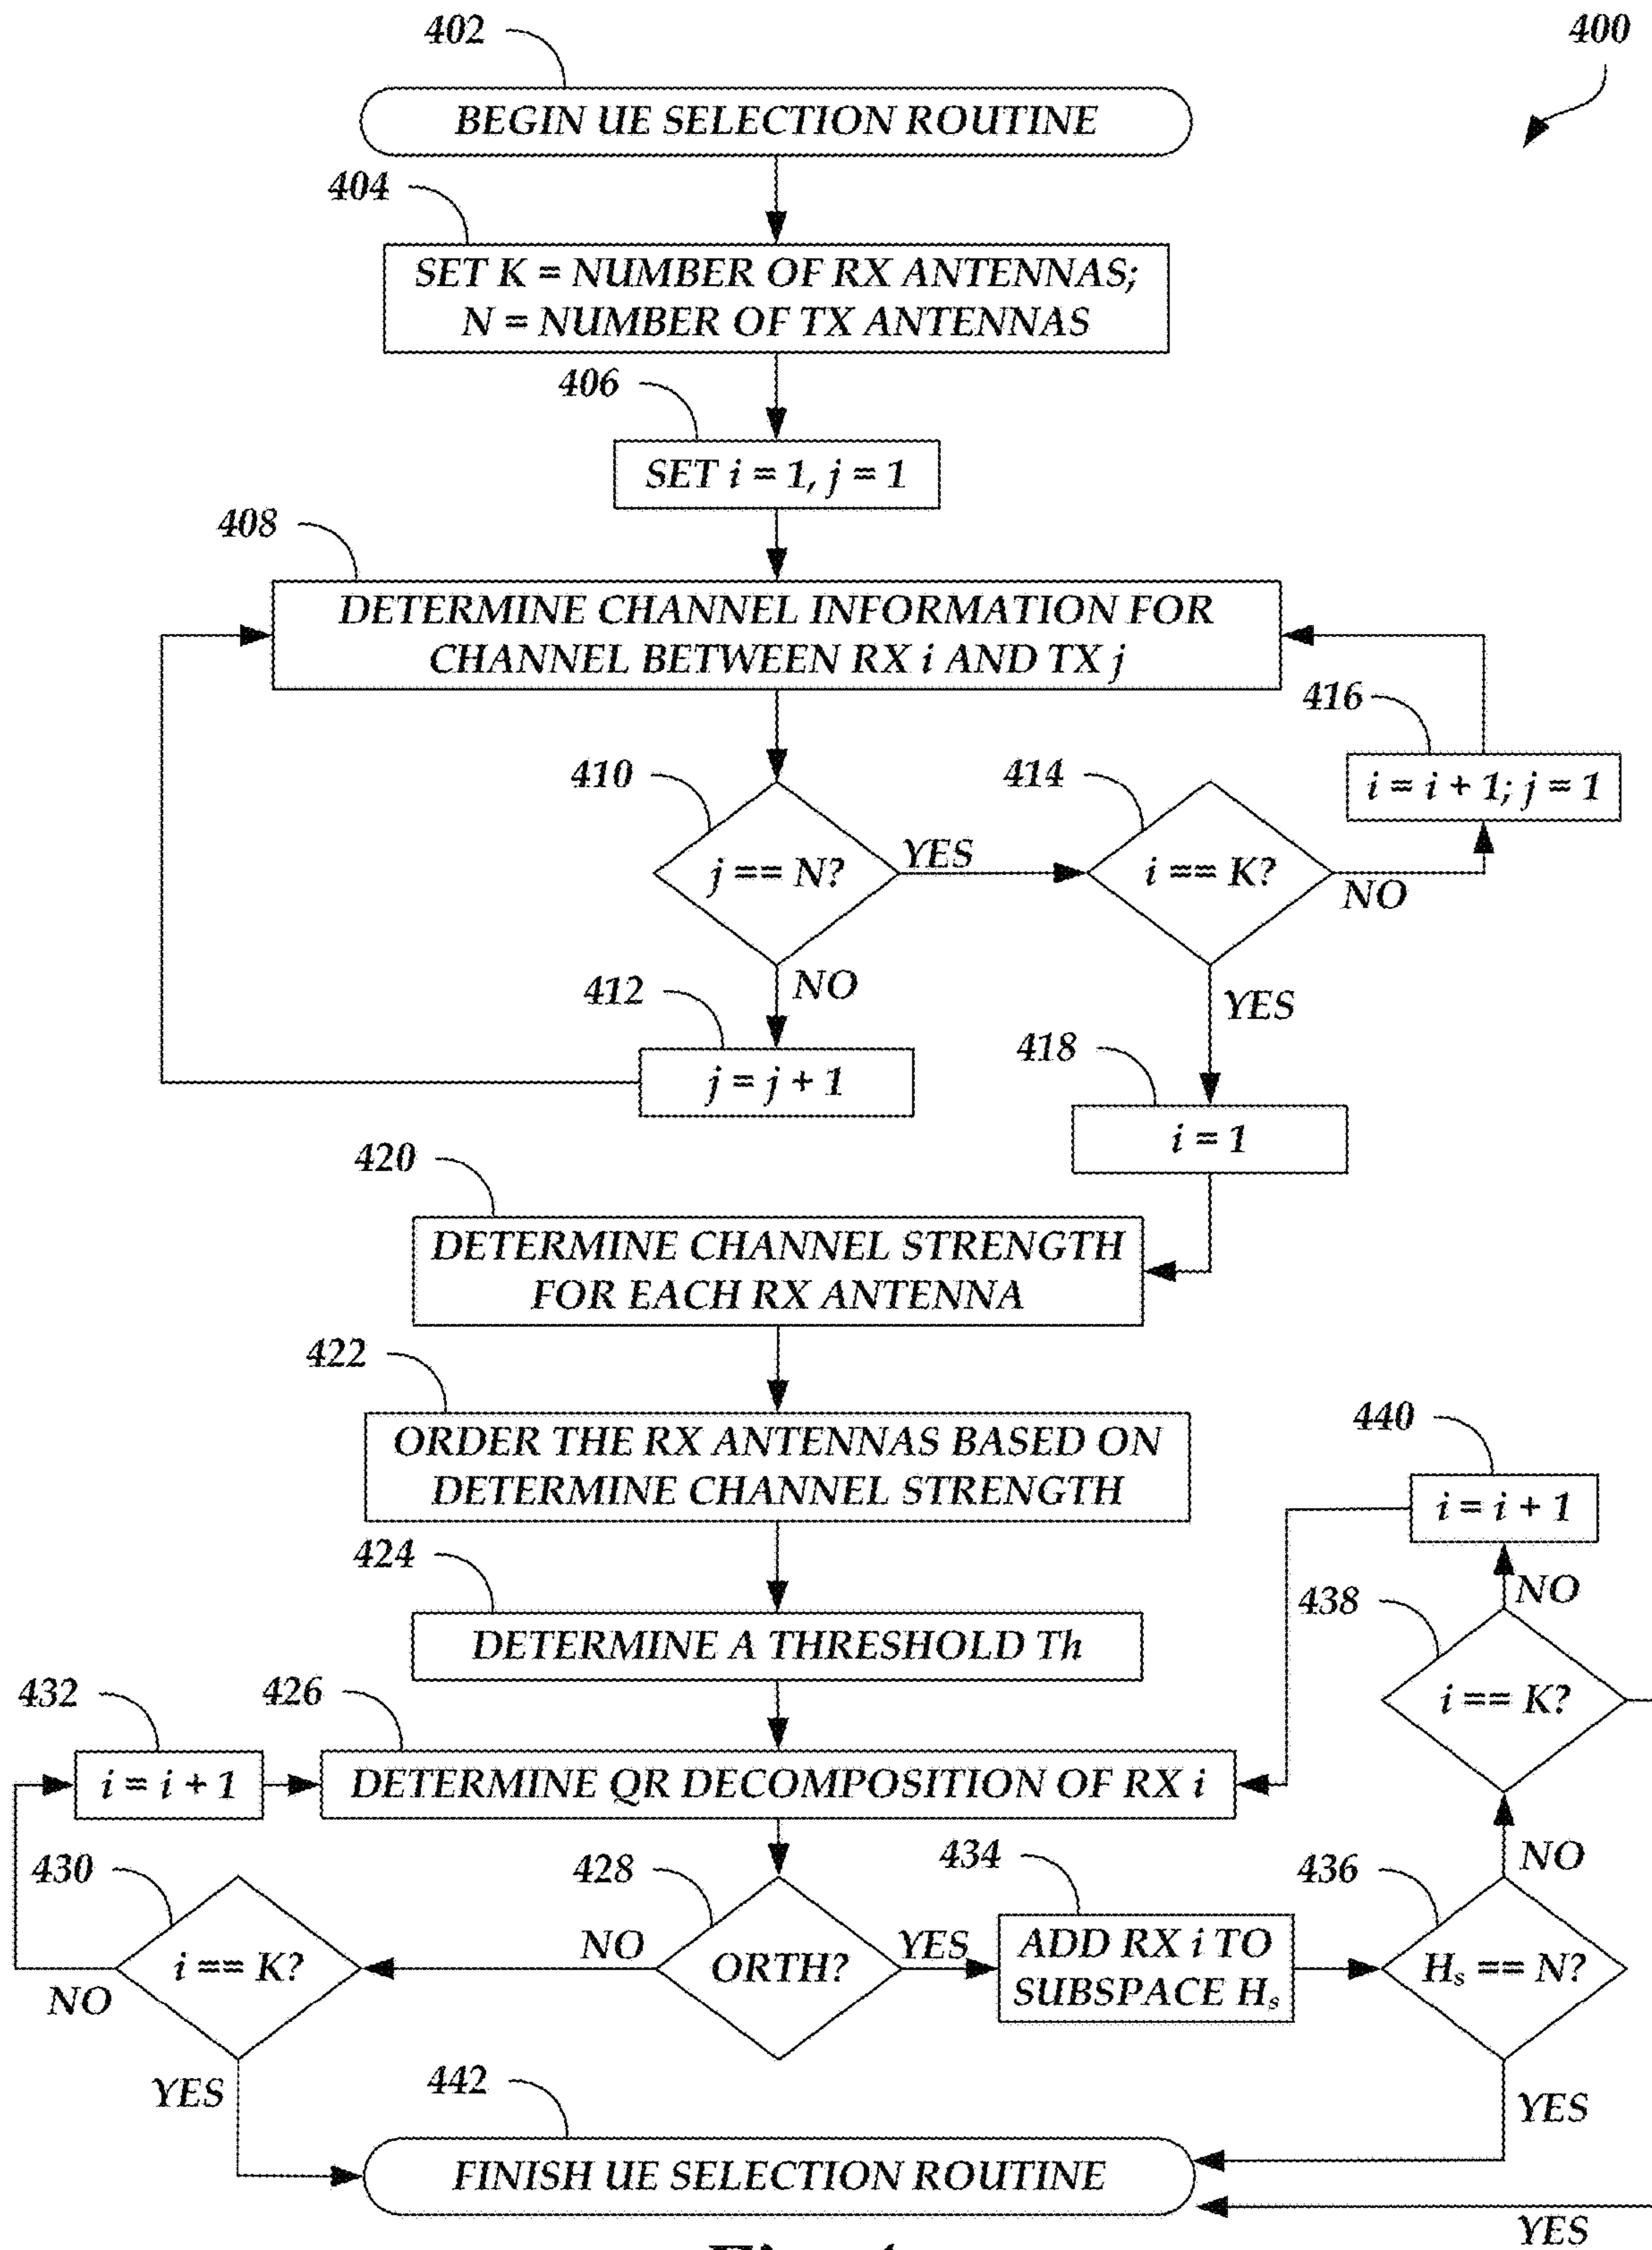 402
400
BEGIN UE SELECTION ROUTINE
404
SET K = NUMBER OF RX ANTENNAS;
N = NUMBER OF TX ANTENNAS
406
SET i = 1, j = 1
408
DETERMINE CHANNEL INFORMATION FOR
CHANNEL BETWEEN RX i AND TX j
416
i = i + 1; j = 1
410
414
j == N?
YES
i == K?
NO
NO
412
YES
j = j + 1
418
i = 1
420
DETERMINE CHANNEL STRENGTH
FOR EACH RX ANTENNA
422
ORDER THE RX ANTENNAS BASED ON
DETERMINE CHANNEL STRENGTH
440
i = i + 1
424
NO
438
DETERMINE A THRESHOLD Th
i == K?
432
426
i = i + 1
DETERMINE QR DECOMPOSITION OF RX i
430
428
434
436
NO
i == K?
NO
NO
ORTH?
YES
ADD RX i TO
SUBSPACE Hs
Hs == N?
YES
442
YES
FINISH UE SELECTION ROUTINE
YES